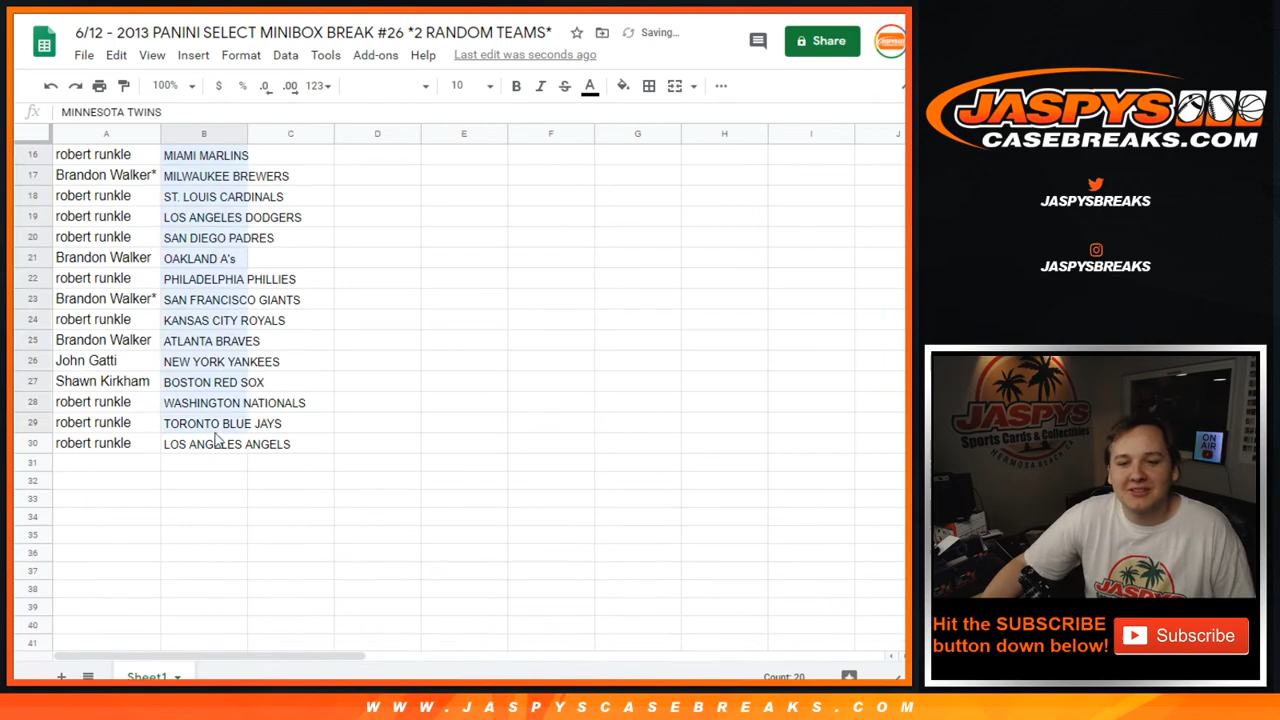 6/12 - 2013 PANINI SELECT MINIBOX BREAK #26 *2 RANDOM TEAMS*
Saving...
File Edit View Insert Format Data Tools Add-ons Help Last edit was seconds ago
Share
100% $ % .0 .00 123 10 B I S A
fx MINNESOTA TWINS
A B C D E F G H I J
16 robert runkle MIAMI MARLINS
17 Brandon Walker* MILWAUKEE BREWERS
18 robert runkle ST. LOUIS CARDINALS
19 robert runkle LOS ANGELES DODGERS
20 robert runkle SAN DIEGO PADRES
21 Brandon Walker OAKLAND A's
22 robert runkle PHILADELPHIA PHILLIES
23 Brandon Walker* SAN FRANCISCO GIANTS
24 robert runkle KANSAS CITY ROYALS
25 Brandon Walker ATLANTA BRAVES
26 John Gatti NEW YORK YANKEES
27 Shawn Kirkham BOSTON RED SOX
28 robert runkle WASHINGTON NATIONALS
29 robert runkle TORONTO BLUE JAYS
30 robert runkle LOS ANGELES ANGELS
31
32
33
34
35
36
37
38
39
40
41
Sheet1
Count: 20
JASPYS
CASEBREAKS.COM
JASPYSBREAKS
JASPYSBREAKS
JASPYS
Sports Cards & Collectibles
HERMOSA BEACH, CA
ON AIR
JASPYS
Hit the SUBSCRIBE
button down below!
Subscribe
WWW.JASPYSCASEBREAKS.COM